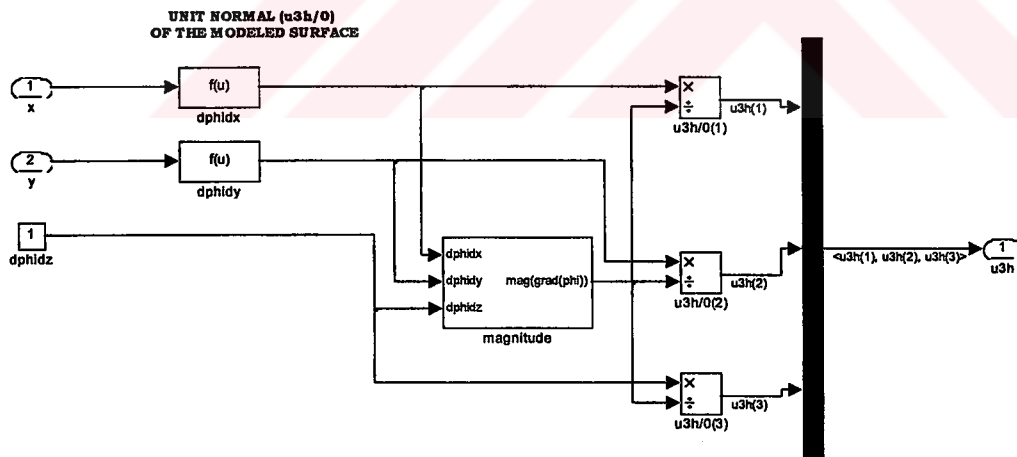 UNIT NORMAL (u3h/0)
OF THE MODELED SURFACE
1
x
f(u)
dphidx
×
÷
u3h/0(1)
u3h(1)
2
y
f(u)
dphidy
1
dphidz
dphidx
dphidy
dphidz
mag(grad(phi))
magnitude
×
÷
u3h/0(2)
u3h(2)
×
÷
u3h/0(3)
u3h(3)
<u3h(1), u3h(2), u3h(3)>
1
u3h